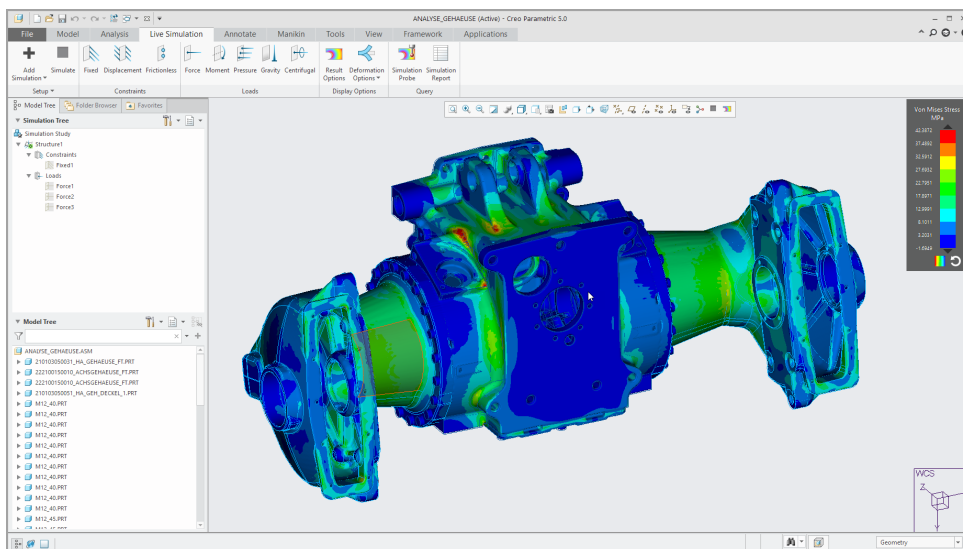 ANALYSE_GEHAEUSE (Active) - Creo Parametric 5.0
File Model Analysis Live Simulation Annotate Manikin Tools View Framework Applications
Add Simulation Simulate Fixed Displacement Frictionless Force Moment Pressure Gravity Centrifugal Result Options Deformation Options Simulation Probe Simulation Report
Setup Constraints Loads Display Options Query
Model Tree Folder Browser Favorites
Simulation Tree
Simulation Study
Structure1
Constraints
Fixed1
Loads
Force1
Force2
Force3
Model Tree
ANALYSE_GEHAEUSE.ASM
210103050031_HA_GEHAEUSE_FT.PRT
222100150010_ACHSGEHAEUSE_FT.PRT
222100150010_ACHSGEHAEUSE_FT.PRT
210103050051_HA_GEH_DECKEL_1.PRT
M12_40.PRT
M12_40.PRT
M12_40.PRT
M12_40.PRT
M12_40.PRT
M12_40.PRT
M12_40.PRT
M12_40.PRT
M12_40.PRT
M12_40.PRT
M12_45.PRT
Von Mises Stress
MPa
WCS
Z
Y
Geometry